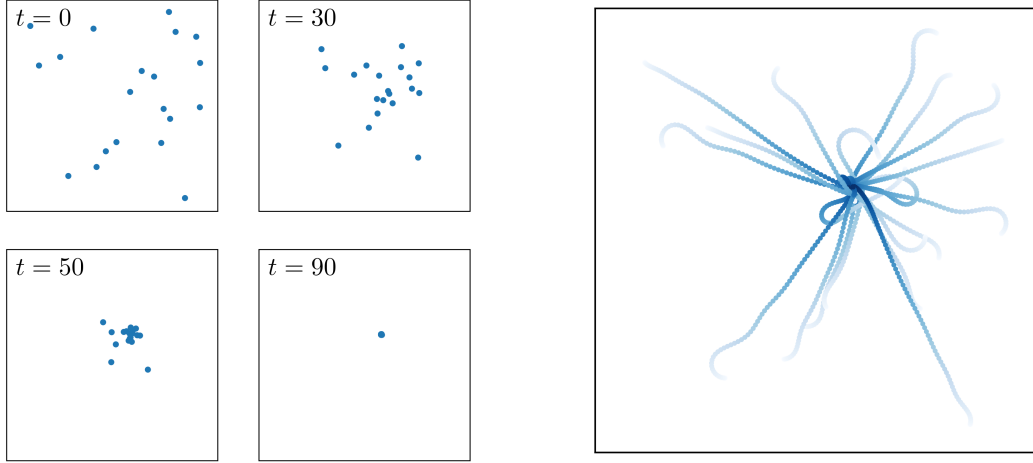 t = 0
t = 30
t = 50
t = 90